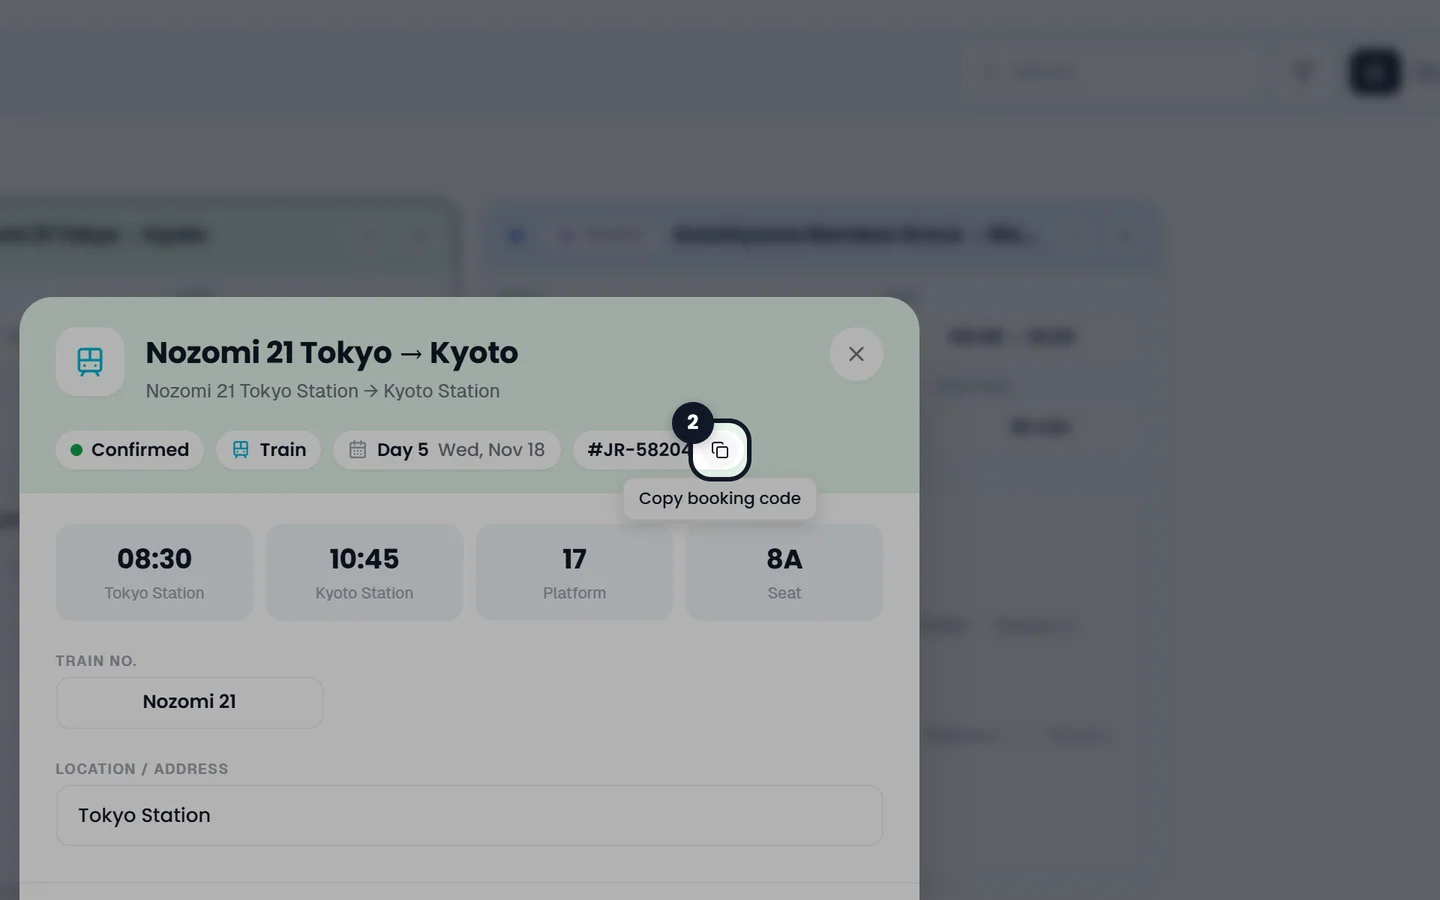 Nozomi 21 Tokyo → Kyoto
Nozomi 21 Tokyo Station → Kyoto Station
2
Confirmed
Train
Day 5 Wed, Nov 18
#JR-58204
Copy booking code
08:30
Tokyo Station
10:45
Kyoto Station
17
Platform
8A
Seat
TRAIN NO.
Nozomi 21
LOCATION / ADDRESS
Tokyo Station